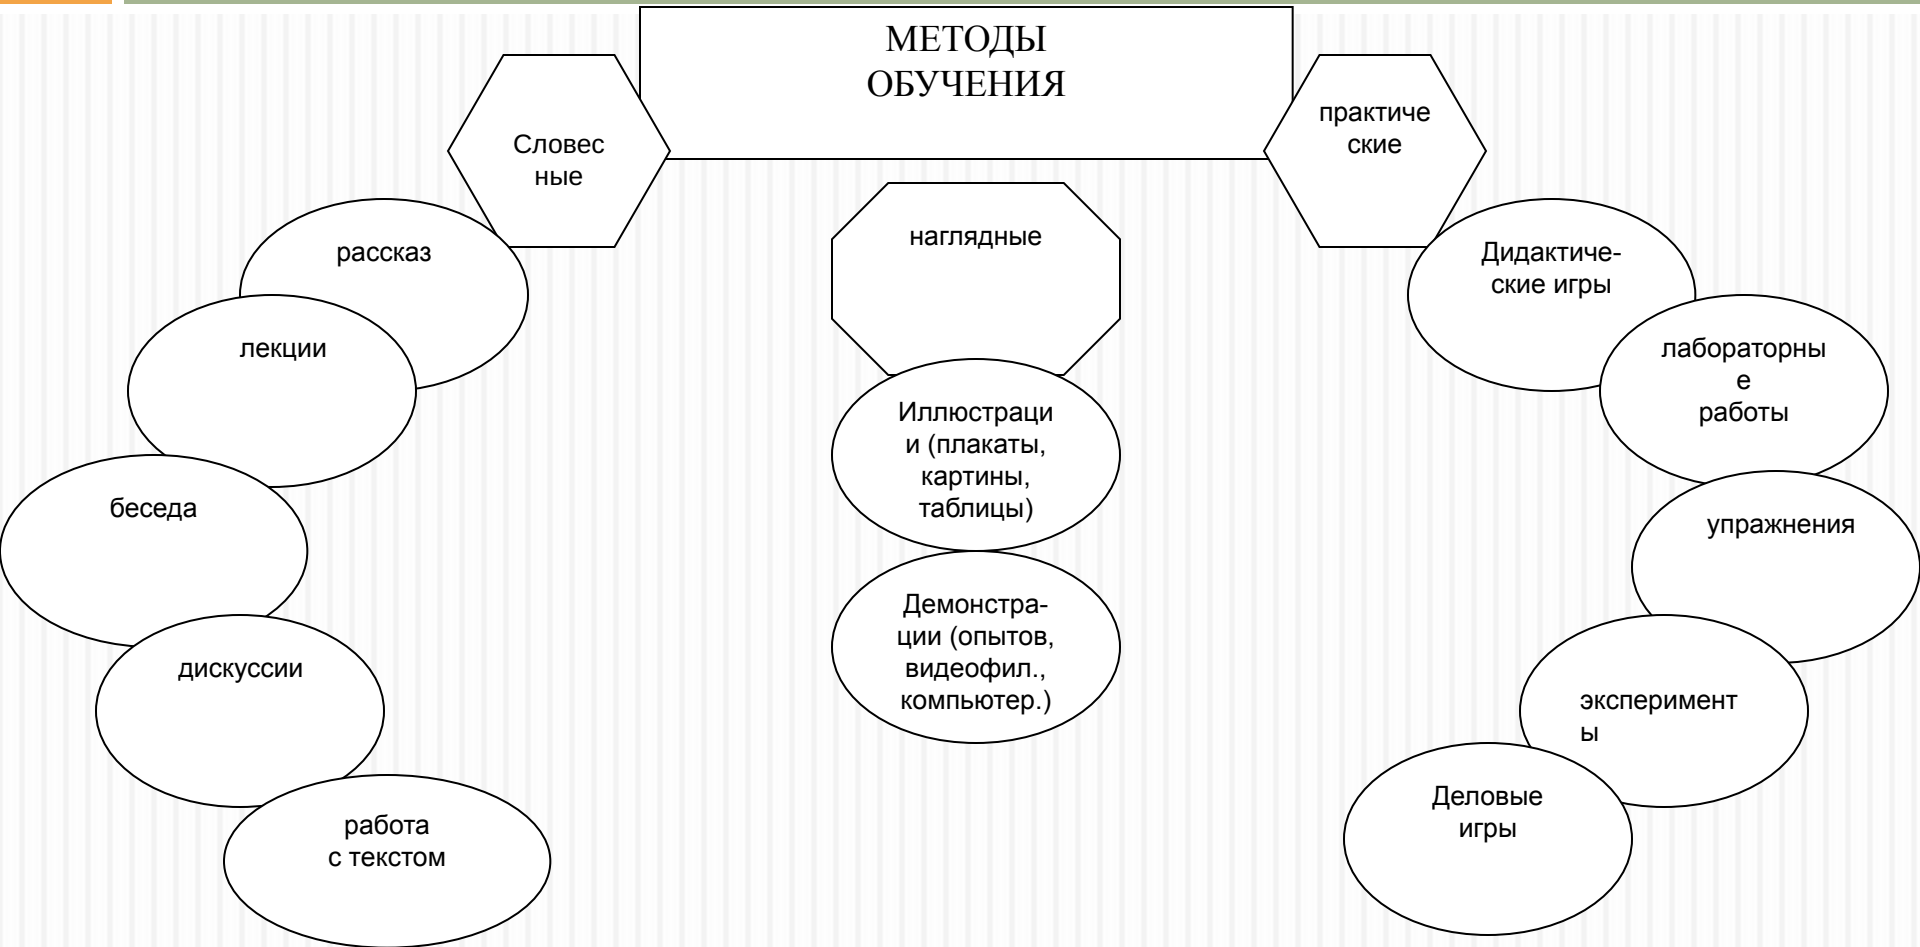 МЕТОДЫ
ОБУЧЕНИЯ
Словес
ные
рассказ
лекции
беседа
дискуссии
работа
с текстом
наглядные
Иллюстраци
и (плакаты,
картины,
таблицы)
Демонстра-
ции (опытов,
видеофил.,
компьютер.)
практиче
ские
Дидактиче-
ские игры
лабораторны
е
работы
упражнения
эксперимент
ы
Деловые
игры